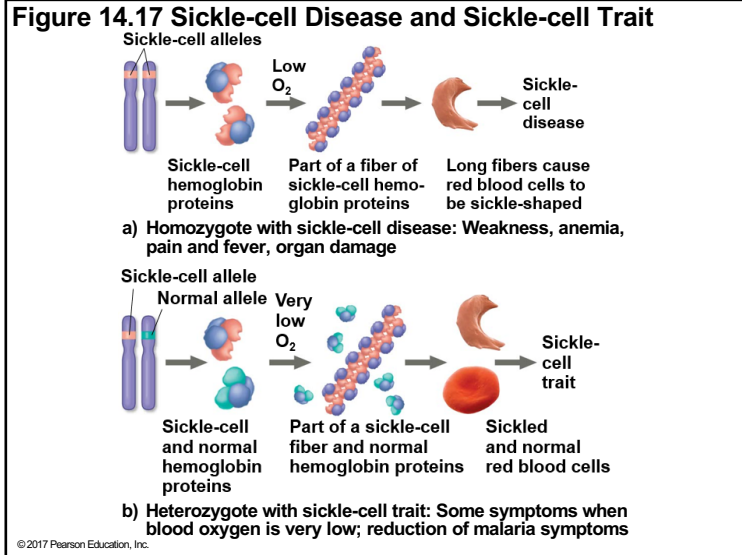 Figure 14.17 Sickle-cell Disease and Sickle-cell Trait
Sickle-cell alleles
Low
O2
Sickle-
cell
disease
Sickle-cell
hemoglobin
proteins
Part of a fiber of
sickle-cell hemo-
globin proteins
Long fibers cause
red blood cells to
be sickle-shaped
a) Homozygote with sickle-cell disease: Weakness, anemia,
pain and fever, organ damage
Sickle-cell allele
Normal allele
Very
low
O2
Sickle-
cell
trait
Sickle-cell
and normal
hemoglobin
proteins
Part of a sickle-cell
fiber and normal
hemoglobin proteins
Sickled
and normal
red blood cells
b) Heterozygote with sickle-cell trait: Some symptoms when
blood oxygen is very low; reduction of malaria symptoms
© 2017 Pearson Education, Inc.